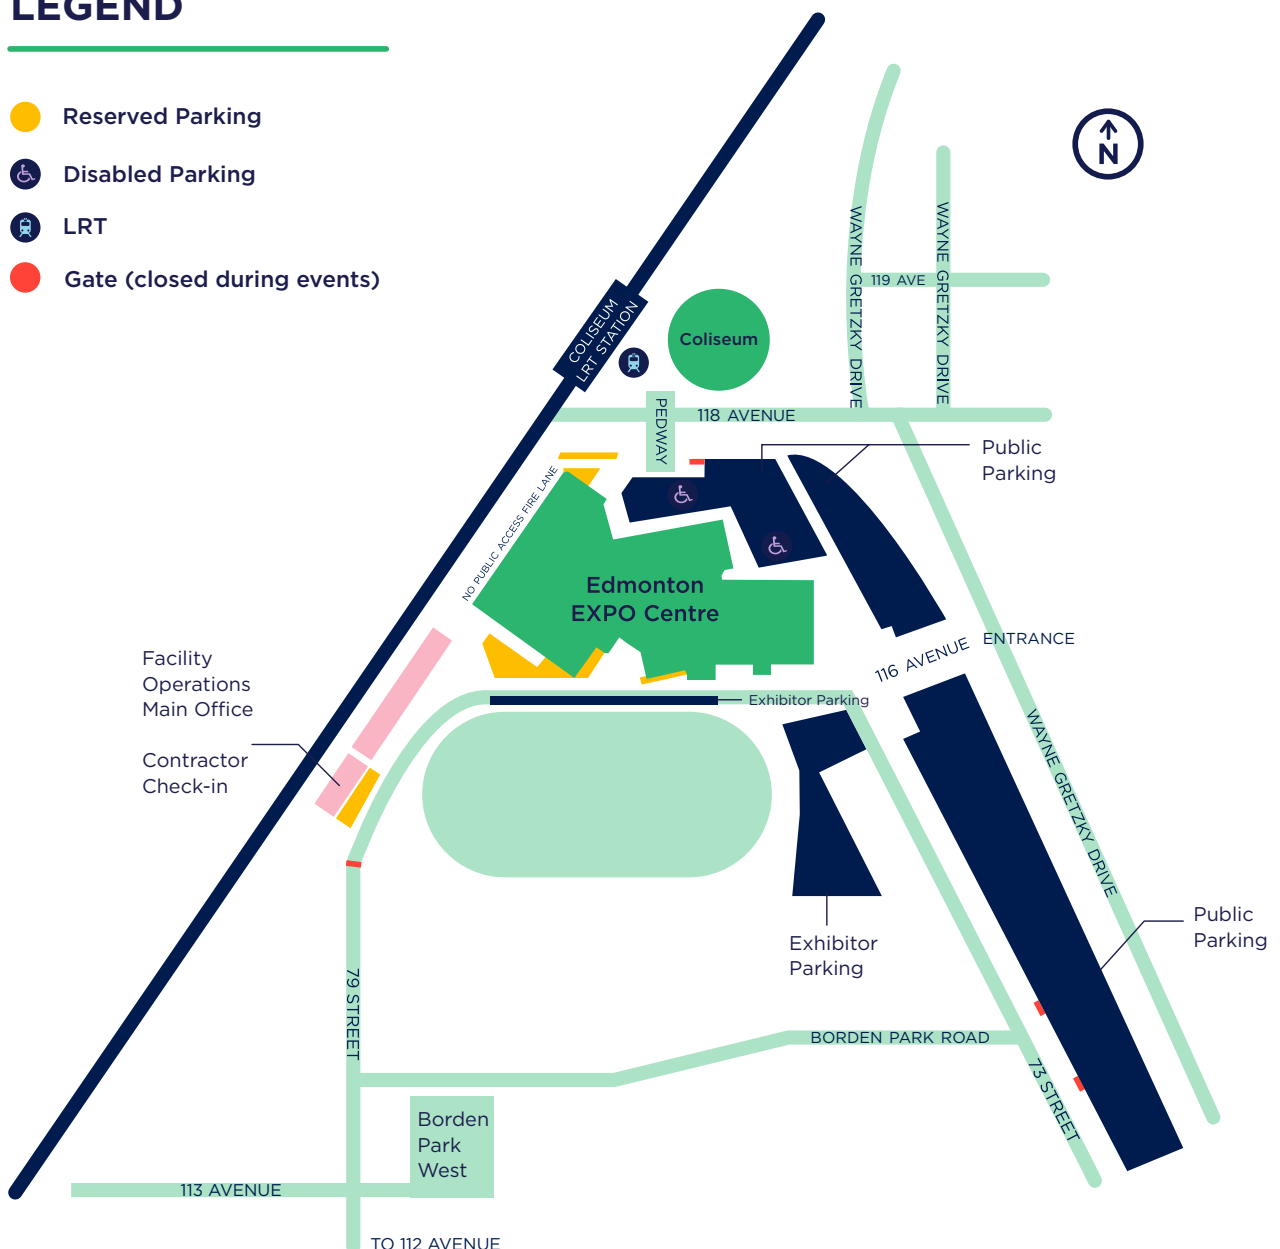 LEGEND
Reserved Parking
Disabled Parking
LRT
Gate (closed during events)
N
WAYNE GRETZKY DRIVE
WAYNE GRETZKY DRIVE
119 AVE
COLISEUM
LRT STATION
Coliseum
PEDWAY
118 AVENUE
Public
Parking
NO PUBLIC ACCESS FIRE LANE
Edmonton
EXPO Centre
116 AVENUE
ENTRANCE
Facility
Operations
Main Office
Contractor
Check-in
Exhibitor Parking
WAYNE GRETZKY DRIVE
Exhibitor
Parking
Public
Parking
79 STREET
BORDEN PARK ROAD
73 STREET
Borden
Park
West
113 AVENUE
TO 112 AVENUE